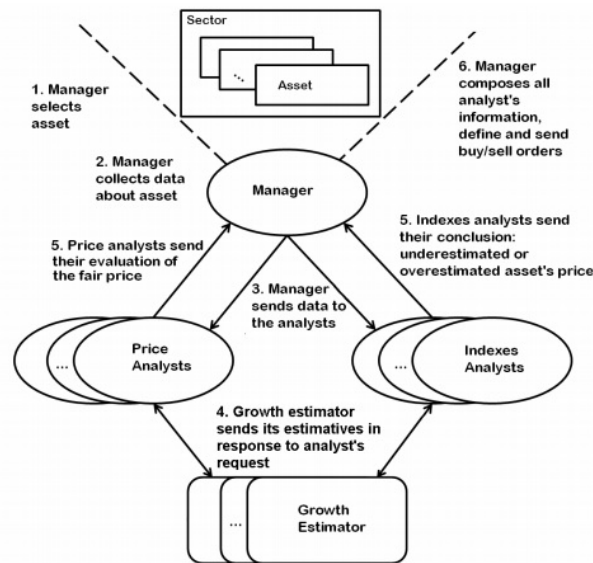 Sector
...
Asset
1. Manager
selects
asset
6. Manager
composes all
analyst's
information,
define and send
buy/sell orders
2. Manager
collects data
about asset
Manager
5. Price analysts send
their evaluation of
the fair price
5. Indexes analysts send
their conclusion:
underestimated or
overestimated asset's price
3. Manager
sends data to
the analysts
...
Price
Analysts
...
Indexes
Analysts
4. Growth estimator
sends its estimatives in
response to analyst's
request
...
Growth
Estimator